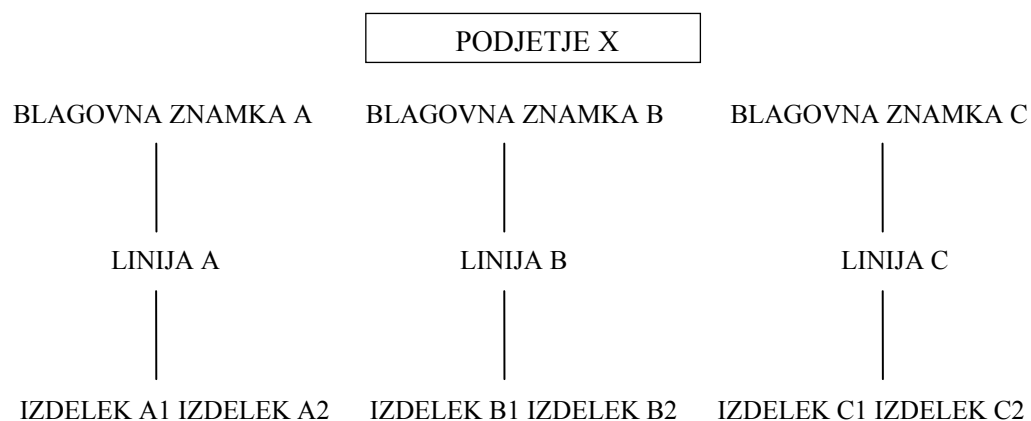 PODJETJE X
BLAGOVNA ZNAMKA A BLAGOVNA ZNAMKA B BLAGOVNA ZNAMKA C
LINIJA A LINIJA B LINIJA C
IZDELEK A1 IZDELEK A2 IZDELEK B1 IZDELEK B2 IZDELEK C1 IZDELEK C2